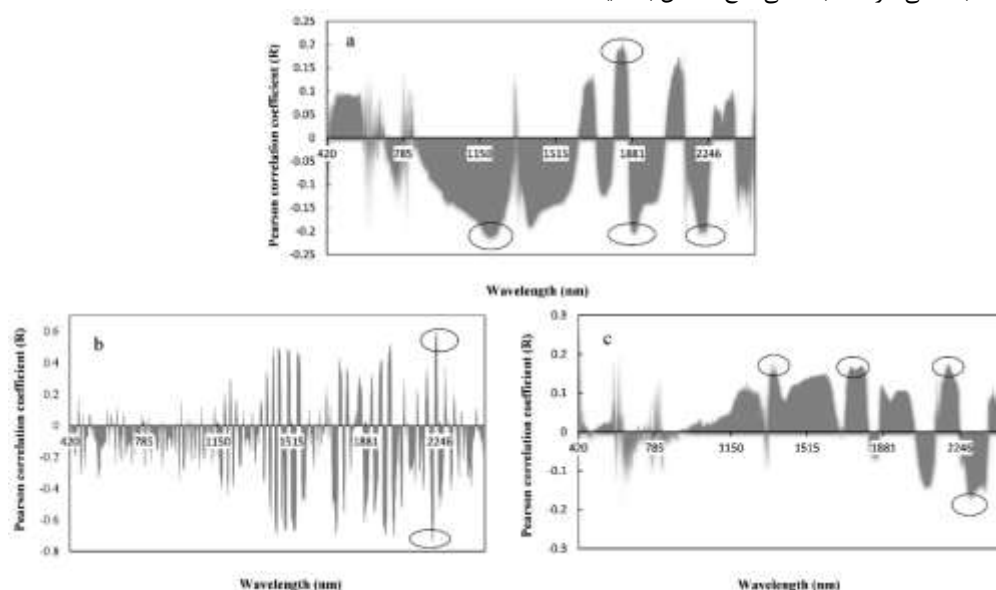 a
Pearson correlation coefficient (R)
0.25
0.2
0.15
0.1
0.05
0
-0.05
-0.1
-0.15
-0.2
-0.25
420 785 1150 1515 1881 2246
Wavelength (nm)
b
Pearson correlation coefficient (R)
0.6
0.4
0.2
0
-0.2
-0.4
-0.6
-0.8
420 785 1150 1515 1881 2246
Wavelength (nm)
c
Pearson correlation coefficient (R)
0.3
0.2
0.1
0
-0.1
-0.2
-0.3
420 785 1150 1515 1881 2246
Wavelength (nm)